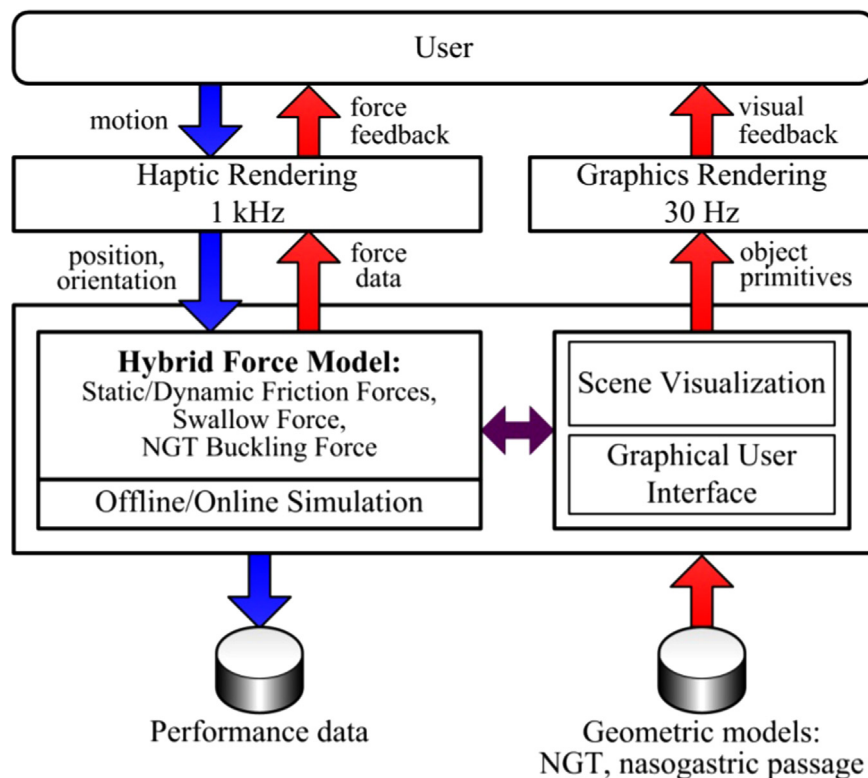 User
motion
force
feedback
visual
feedback
Haptic Rendering
1 kHz
Graphics Rendering
30 Hz
position,
orientation
force
data
object
primitives
Hybrid Force Model:
Static/Dynamic Friction Forces,
Swallow Force,
NGT Buckling Force
Offline/Online Simulation
Scene Visualization
Graphical User
Interface
Performance data
Geometric models:
NGT, nasogastric passage